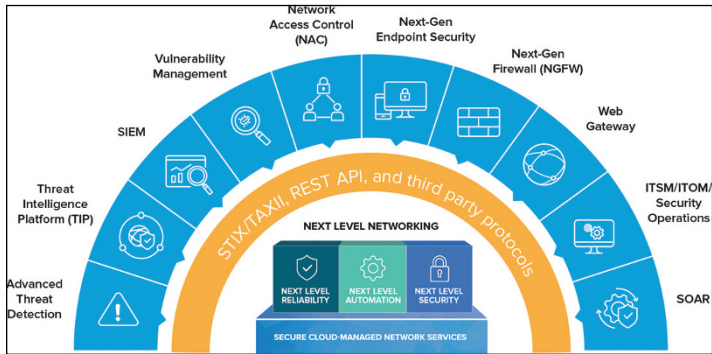 Network
Access Control
(NAC)
Next-Gen
Endpoint Security
Vulnerability
Management
Next-Gen
Firewall (NGFW)
SIEM
Web
Gateway
Threat
Intelligence
Platform (TIP)
ITSM/ITOM/
Security
Operations
Advanced
Threat
Detection
SOAR
STIX/TAXII, REST API, and third party protocols
NEXT LEVEL NETWORKING
NEXT LEVEL
RELIABILITY
NEXT LEVEL
AUTOMATION
NEXT LEVEL
SECURITY
SECURE CLOUD-MANAGED NETWORK SERVICES